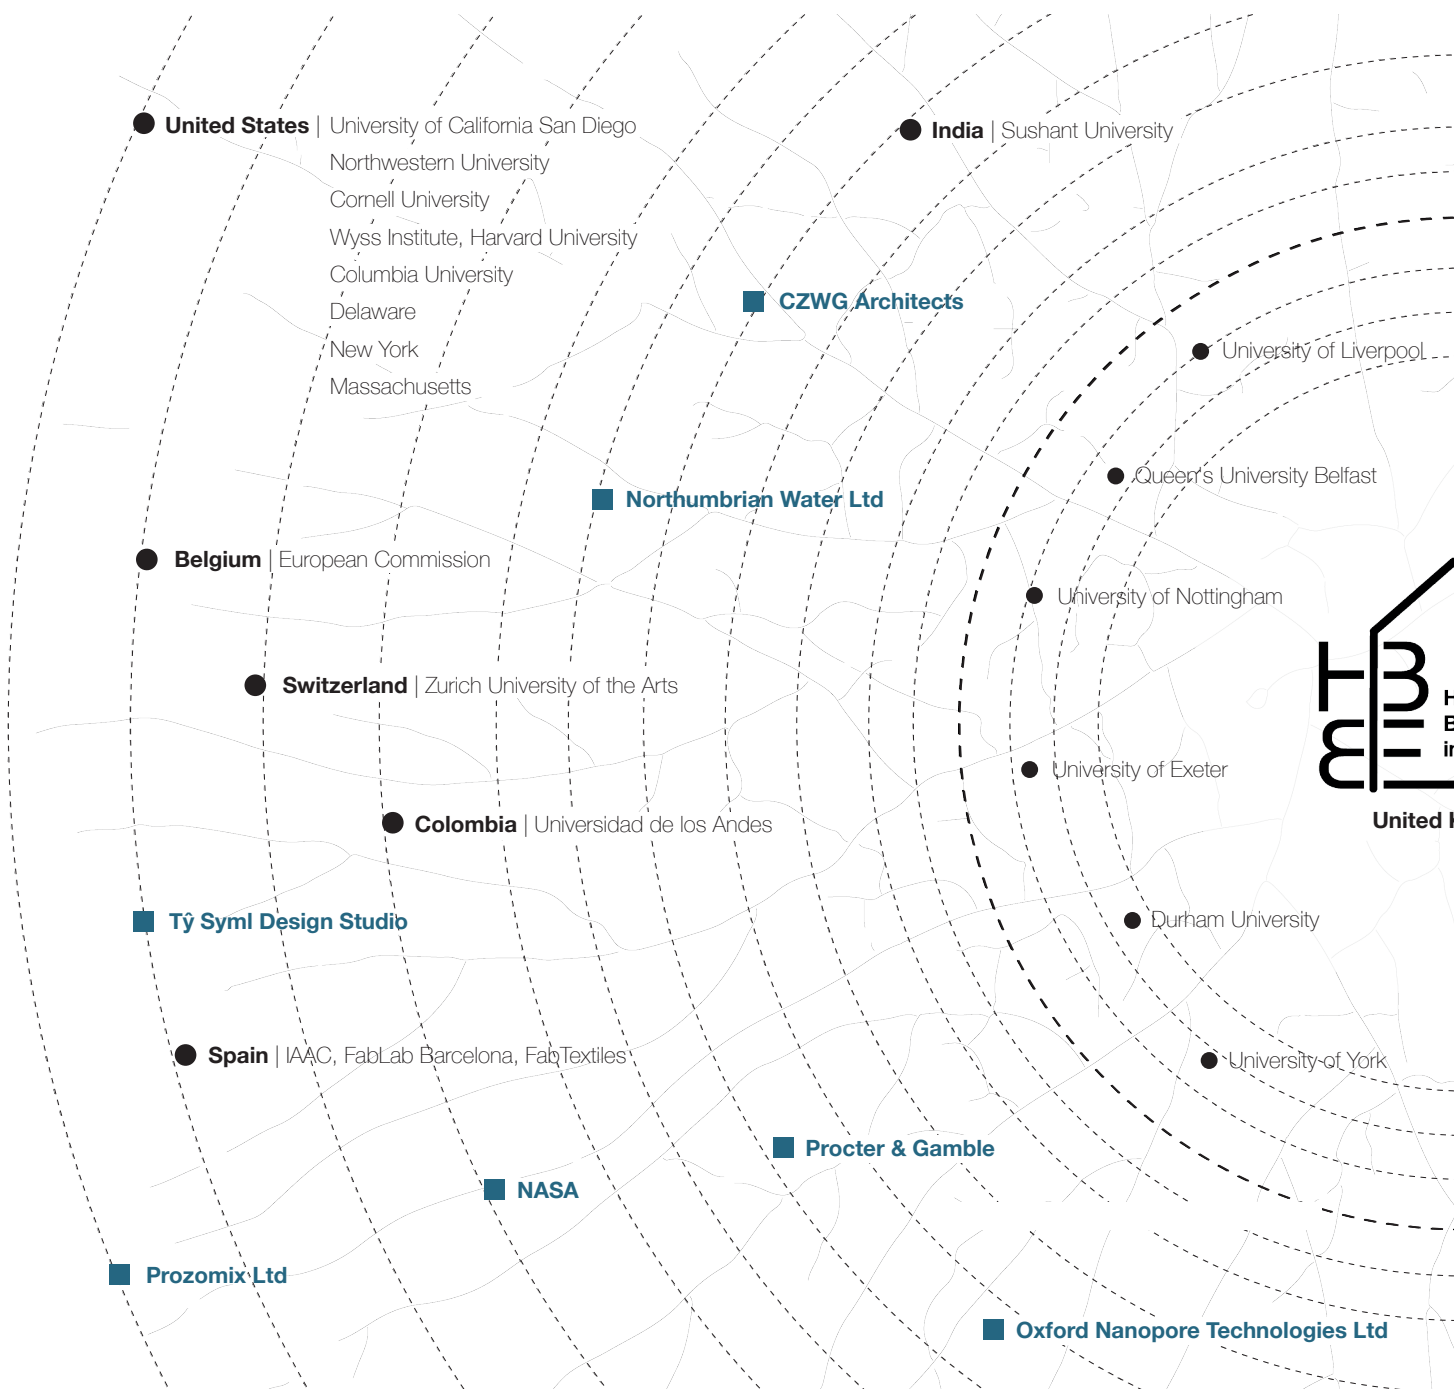 United States | University of California San Diego
Northwestern University
Cornell University
Wyss Institute, Harvard University
Columbia University
Delaware
New York
Massachusetts
India | Sushant University
CZWG Architects
University of Liverpool
Queen's University Belfast
Northumbrian Water Ltd
Belgium | European Commission
University of Nottingham
HB
BE
Switzerland | Zurich University of the Arts
University of Exeter
Colombia | Universidad de los Andes
United
Tŷ Syml Design Studio
Durham University
Spain | IAAC, FabLab Barcelona, FabTextiles
University of York
Procter & Gamble
NASA
Prozomix Ltd
Oxford Nanopore Technologies Ltd